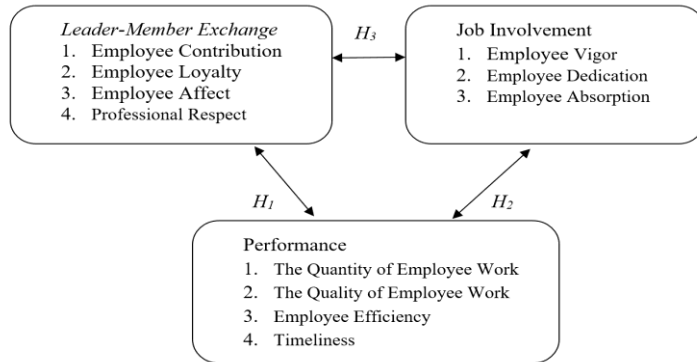 Leader-Member Exchange
1. Employee Contribution
2. Employee Loyalty
3. Employee Affect
4. Professional Respect
H3
Job Involvement
1. Employee Vigor
2. Employee Dedication
3. Employee Absorption
H1
H2
Performance
1. The Quantity of Employee Work
2. The Quality of Employee Work
3. Employee Efficiency
4. Timeliness